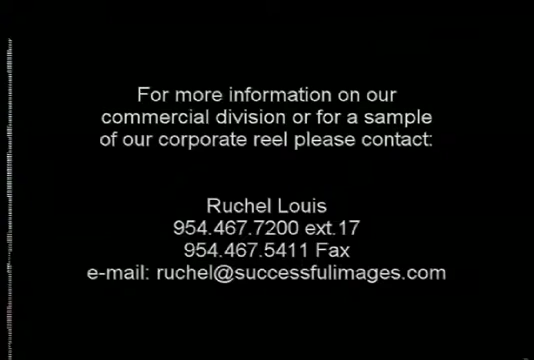 For more information on our
commercial division or for a sample
of our corporate reel please contact:
Ruchel Louis
954.467.7200 ext.17
954.467.5411 Fax
e-mail: ruchel@successfulimages.com